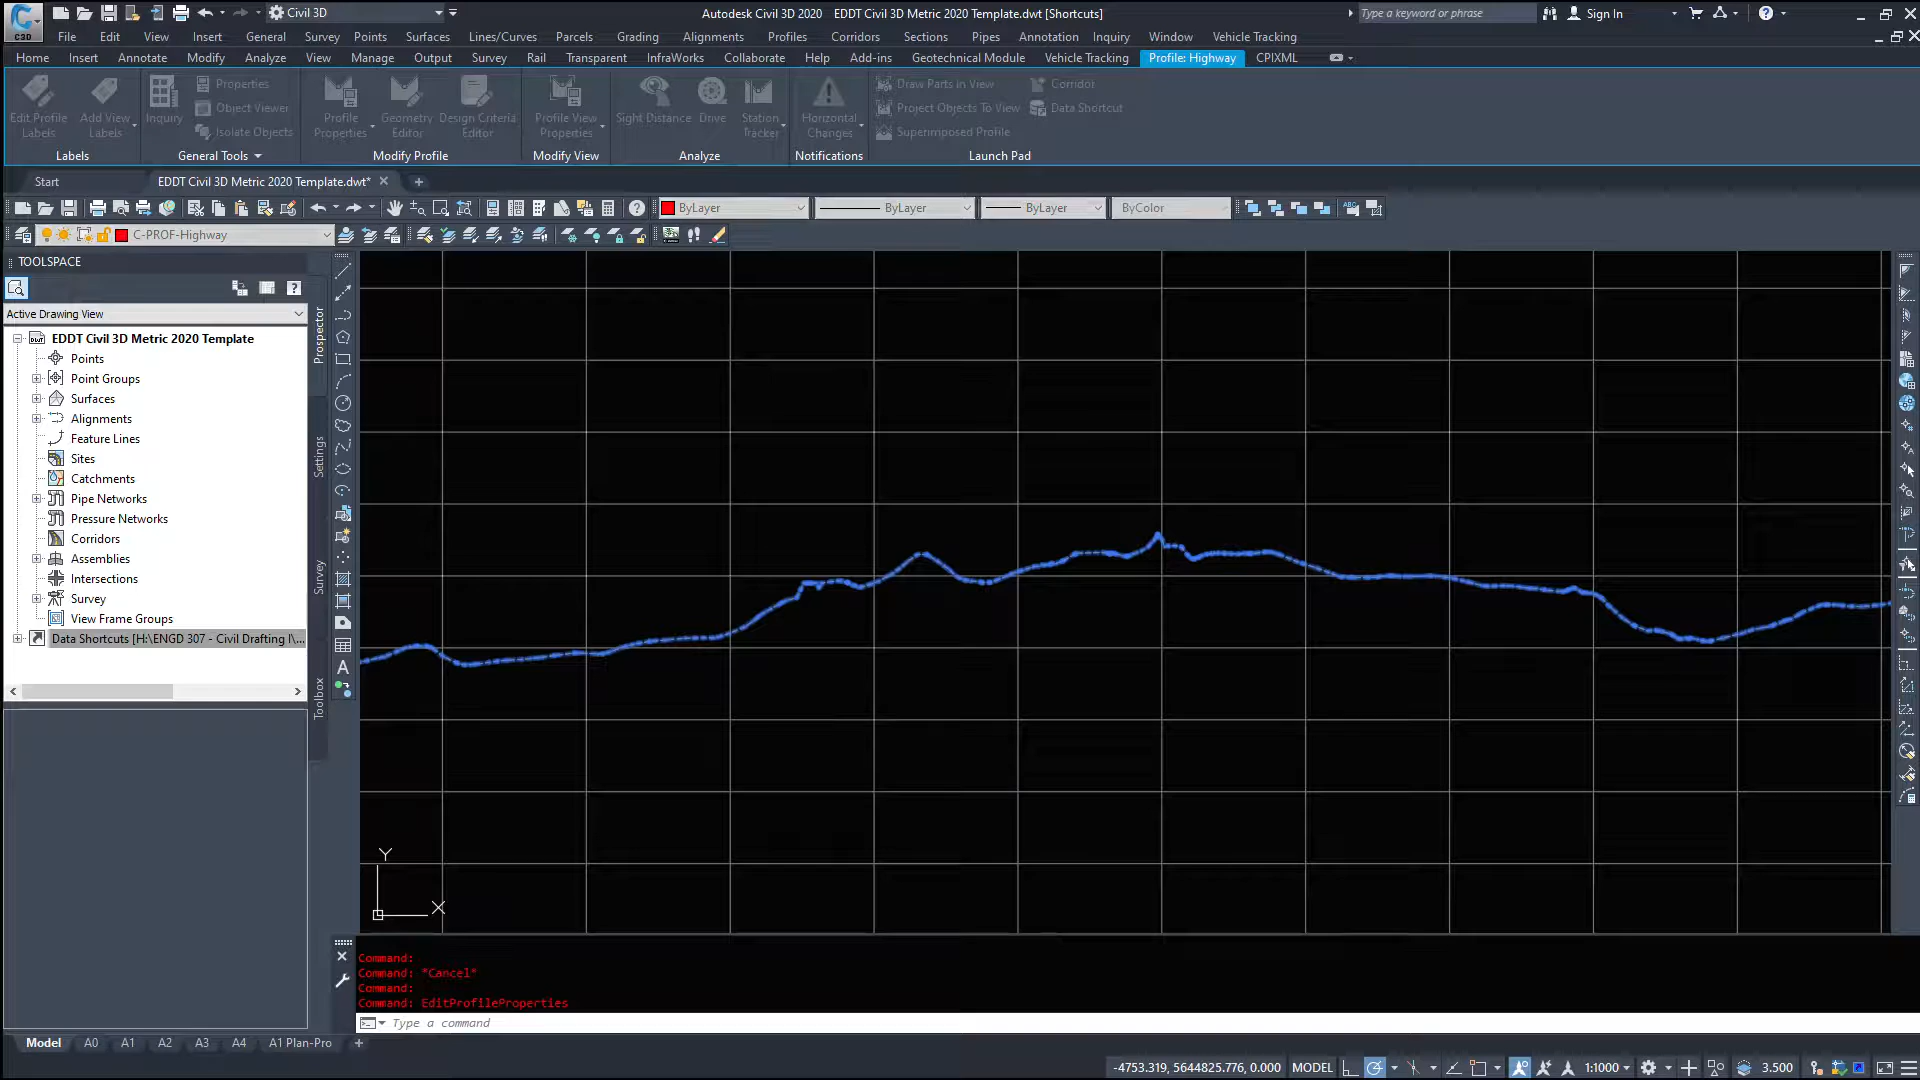 Civil 3D
Autodesk Civil 3D 2020 EDDT Civil 3D Metric 2020 Template.dwt [Shortcuts]
Type a keyword or phrase
Sign In
C3D
File Edit View Insert General Survey Points Surfaces Lines/Curves Parcels Grading Alignments Profiles Corridors Sections Pipes Annotation Inquiry Window Vehicle Tracking
Home Insert Annotate Modify Analyze View Manage Output Survey Rail Transparent InfraWorks Collaborate Help Add-ins Geotechnical Module Vehicle Tracking Profile: Highway CPIXML
Edit Profile Labels
Add View Labels
Inquiry
Properties
Object Viewer
Isolate Objects
Profile Properties
Geometry Editor
Design Criteria Editor
Profile View Properties
Sight Distance
Drive
Station Tracker
Horizontal Changes
Draw Parts in View
Project Objects To View
Superimposed Profile
Corridor
Data Shortcut
Labels General Tools Modify Profile Modify View Analyze Notifications Launch Pad
Start EDDT Civil 3D Metric 2020 Template.dwt*
ByLayer ByLayer ByLayer ByColor
C-PROF-Highway
TOOLSPACE
Active Drawing View
EDDT Civil 3D Metric 2020 Template
Points
Point Groups
Surfaces
Alignments
Feature Lines
Sites
Catchments
Pipe Networks
Pressure Networks
Corridors
Assemblies
Intersections
Survey
View Frame Groups
Data Shortcuts [H:\ENGD 307 - Civil Drafting I\...
Prospector
Settings
Survey
Toolbox
Y
X
Command:
Command: *Cancel*
Command:
Command: EditProfileProperties
Type a command
Model A0 A1 A2 A3 A4 A1 Plan-Pro +
-4753.319, 5644825.776, 0.000 MODEL 1:1000 3.500